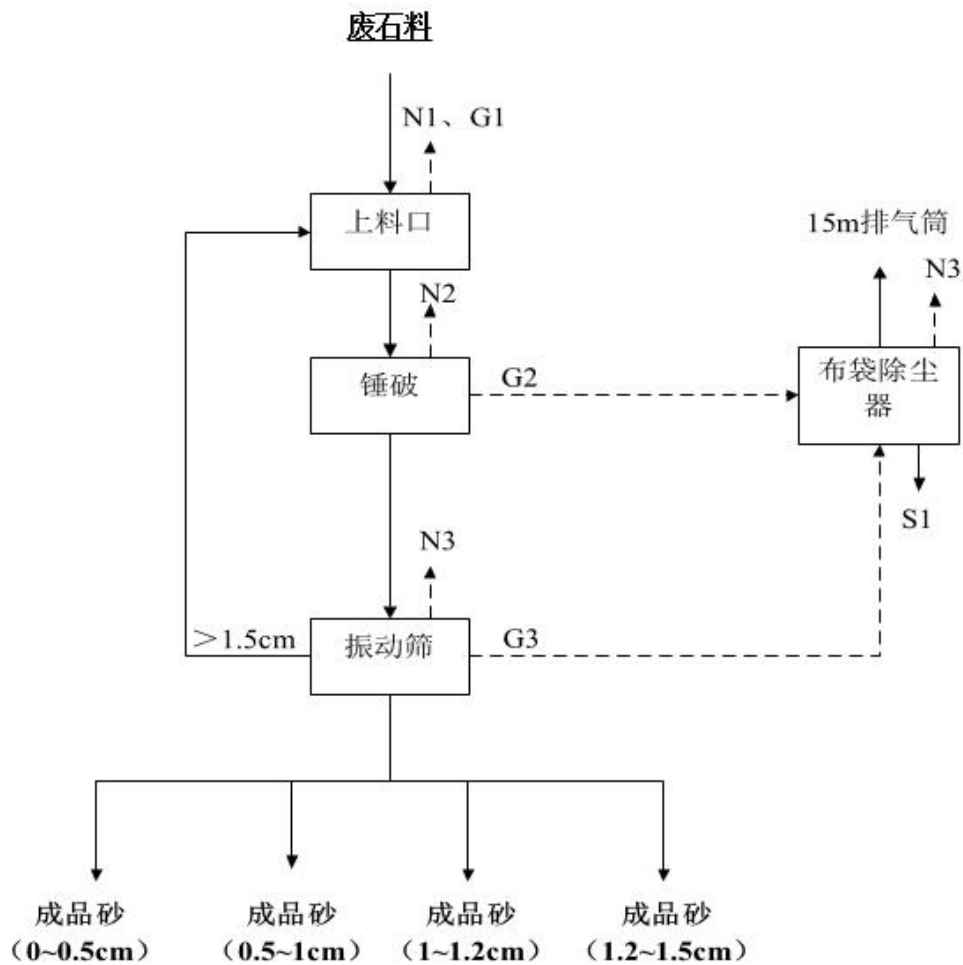 废石料
N1、G1
上料口
15m排气筒
N3
N2
锤破
G2
布袋除尘
器
S1
N3
>1.5cm
振动筛
G3
成品砂
（0~0.5cm）
成品砂
（0.5~1cm）
成品砂
（1~1.2cm）
成品砂
（1.2~1.5cm）